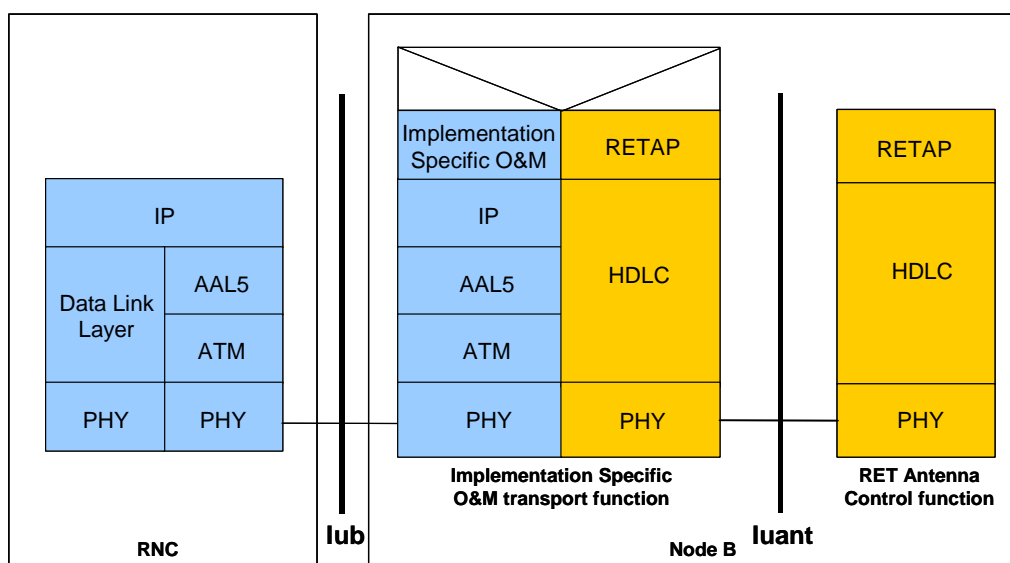 IP
Data Link
Layer
AAL5
ATM
PHY
PHY
RNC
Iub
Implementation
Specific O&M
RETAP
IP
HDLC
AAL5
ATM
PHY
PHY
Implementation Specific
O&M transport function
Node B
Iuant
RETAP
HDLC
PHY
RET Antenna
Control function